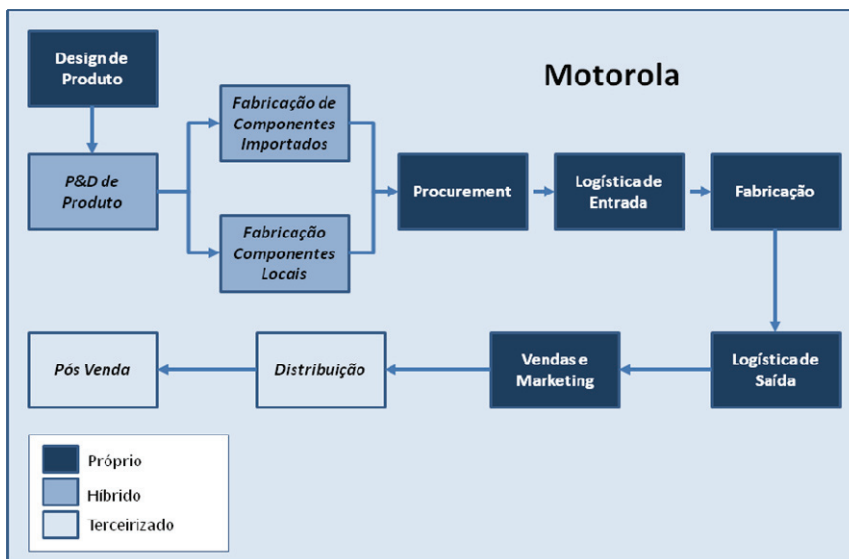 Motorola
Design de
Produto
P&D de
Produto
Fabricação de
Componentes
Importados
Fabricação
Componentes
Locais
Procurement
Logística de
Entrada
Fabricação
Logística de
Saída
Vendas e
Marketing
Distribuição
Pós Venda
Próprio
Híbrido
Terceirizado